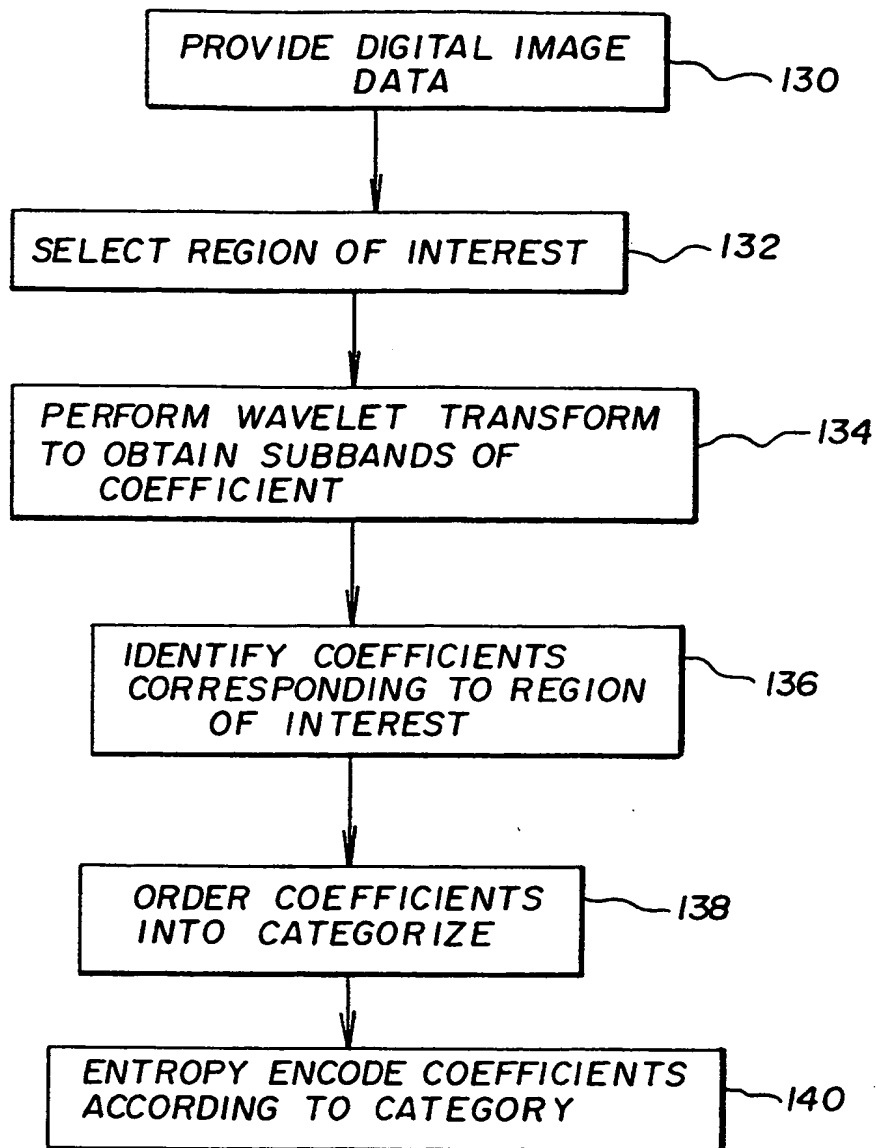 PROVIDE DIGITAL IMAGE
DATA
130
SELECT REGION OF INTEREST
132
PERFORM WAVELET TRANSFORM
TO OBTAIN SUBBANDS OF
COEFFICIENT
134
IDENTIFY COEFFICIENTS
CORRESPONDING TO REGION
OF INTEREST
136
ORDER COEFFICIENTS
INTO CATEGORIZE
138
ENTROPY ENCODE COEFFICIENTS
ACCORDING TO CATEGORY
140